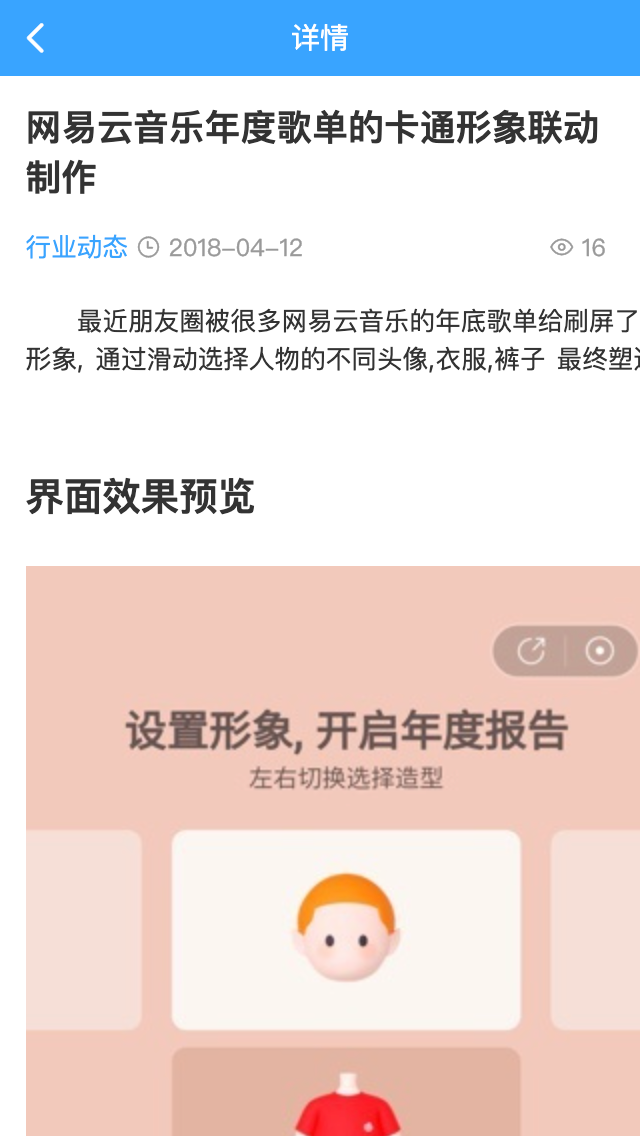 详情
网易云音乐年度歌单的卡通形象联动
制作
行业动态 2018-04-12 16
最近朋友圈被很多网易云音乐的年底歌单给刷屏了
形象, 通过滑动选择人物的不同头像,衣服,裤子 最终塑
界面效果预览
设置形象, 开启年度报告
左右切换选择造型